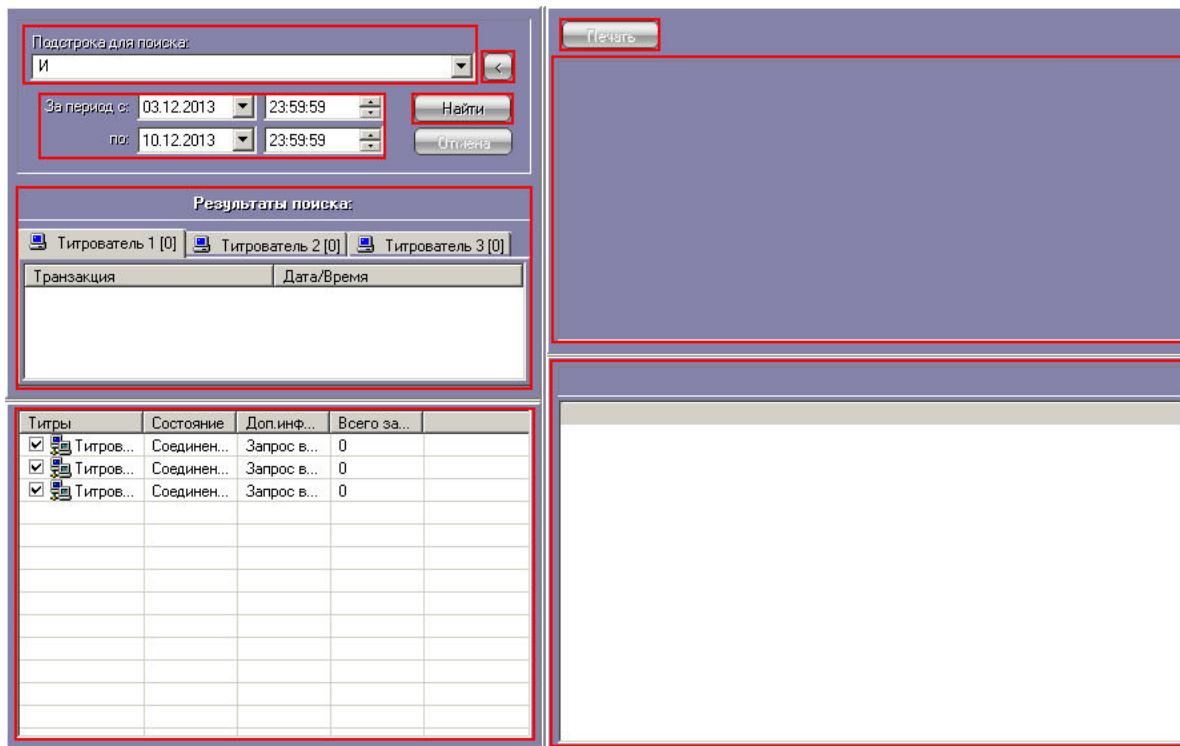 Подстрока для поиска:
И
<
За период с: 03.12.2013 23:59:59
Найти
по: 10.12.2013 23:59:59
Отмена
Результаты поиска:
Титрователь 1 [0] Титрователь 2 [0] Титрователь 3 [0]
Транзакция Дата/Время
Титры Состояние Доп.инф... Всего за...
Титров... Соединен... Запрос в... 0
Титров... Соединен... Запрос в... 0
Титров... Соединен... Запрос в... 0
Печать